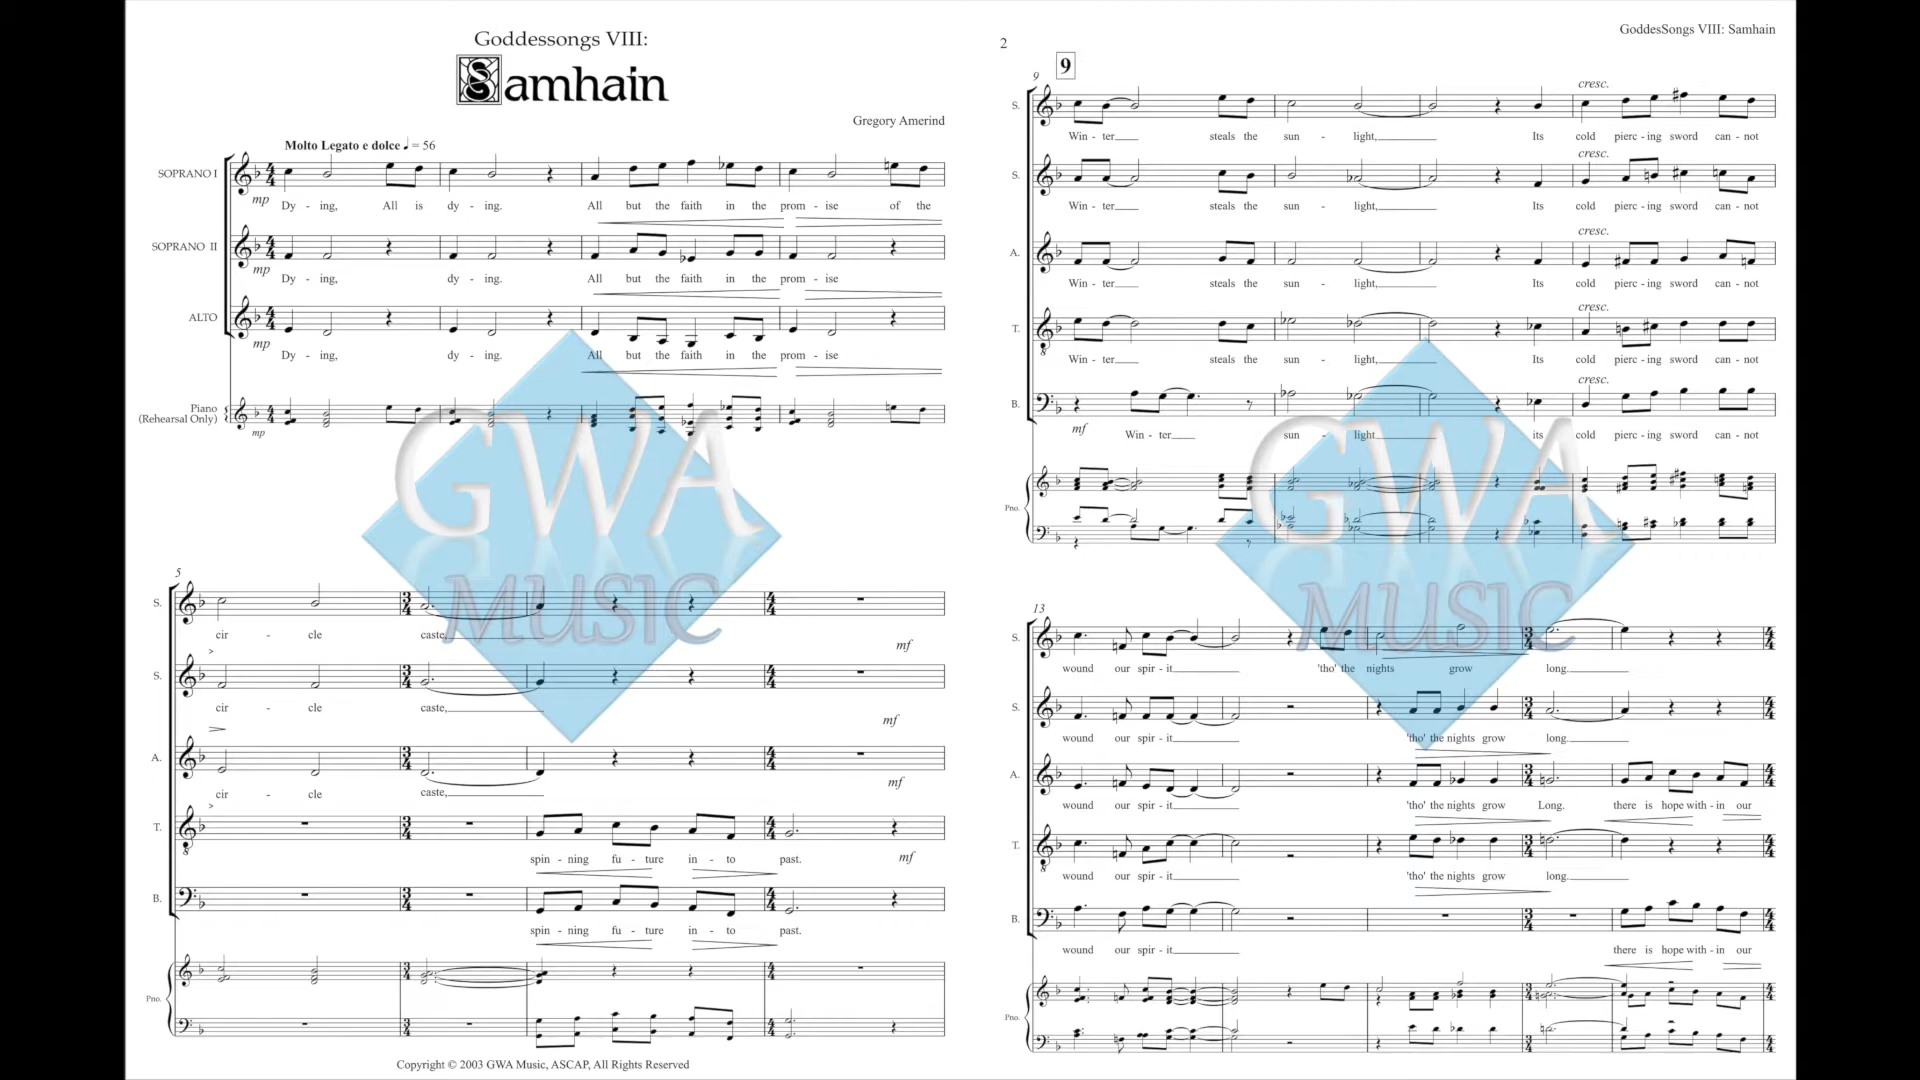 Goddessongs VIII:
Samhain
Gregory Amerind
Molto Legato e dolce ♩ = 56
SOPRANO I
mp
Dy - ing, All is dy - ing. All but the faith in the prom - ise of the
SOPRANO II
mp
Dy - ing, dy - ing. All but the faith in the prom - ise
ALTO
mp
Dy - ing, dy - ing. All but the faith in the prom - ise
Piano
(Rehearsal Only)
mp
GWA
MUSIC
5
S.
cir - cle caste,
mf
S.
cir - cle caste,
mf
A.
cir - cle caste,
mf
T.
spin - ning fu - ture in - to past.
mf
B.
spin - ning fu - ture in - to past.
Pno.
Copyright © 2003 GWA Music, ASCAP, All Rights Reserved
GoddesSongs VIII: Samhain
2
9
9
cresc.
S.
Win - ter steals the sun - light, Its cold pierc - ing sword can - not
cresc.
S.
Win - ter steals the sun - light, Its cold pierc - ing sword can - not
cresc.
A.
Win - ter steals the sun - light, Its cold pierc - ing sword can - not
cresc.
T.
Win - ter steals the sun - light, Its cold pierc - ing sword can - not
cresc.
B.
mf
Win - ter sun - light its cold pierc - ing sword can - not
Pno.
GWA
MUSIC
13
S.
wound our spir - it 'tho' the nights grow long.
S.
wound our spir - it 'tho' the nights grow long.
A.
wound our spir - it 'tho' the nights grow Long. there is hope with - in our
T.
wound our spir - it 'tho' the nights grow long.
B.
wound our spir - it there is hope with - in our
Pno.